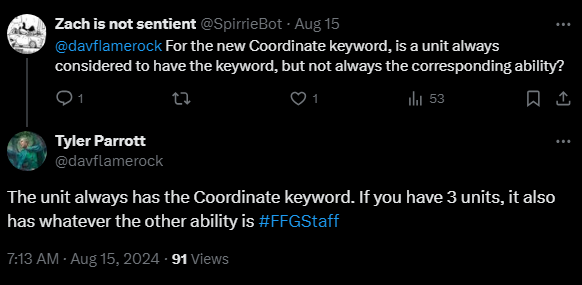 Zach is not sentient @SpirrieBot · Aug 15
@davflamerock For the new Coordinate keyword, is a unit always
considered to have the keyword, but not always the corresponding ability?
1 1 53
Tyler Parrott
@davflamerock
The unit always has the Coordinate keyword. If you have 3 units, it also
has whatever the other ability is #FFGStaff
7:13 AM · Aug 15, 2024 · 91 Views